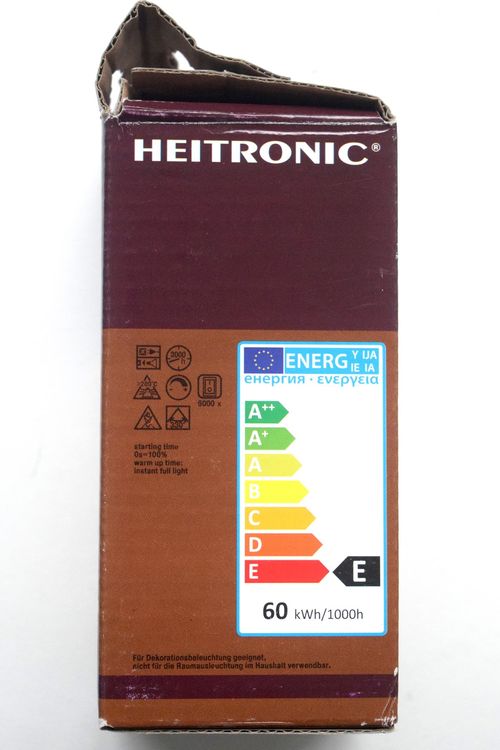 HEITRONIC®
2000
h
>200°C
8000 x
starting time
0s=100%
warm up time:
instant full light
ENERG Y IJA
IE IA
енергия · ενεργεια
A++
A+
A
B
C
D
E
E
60 kWh/1000h
Für Dekorationsbeleuchtung geeignet,
nicht für die Raumausleuchtung im Haushalt verwendbar.